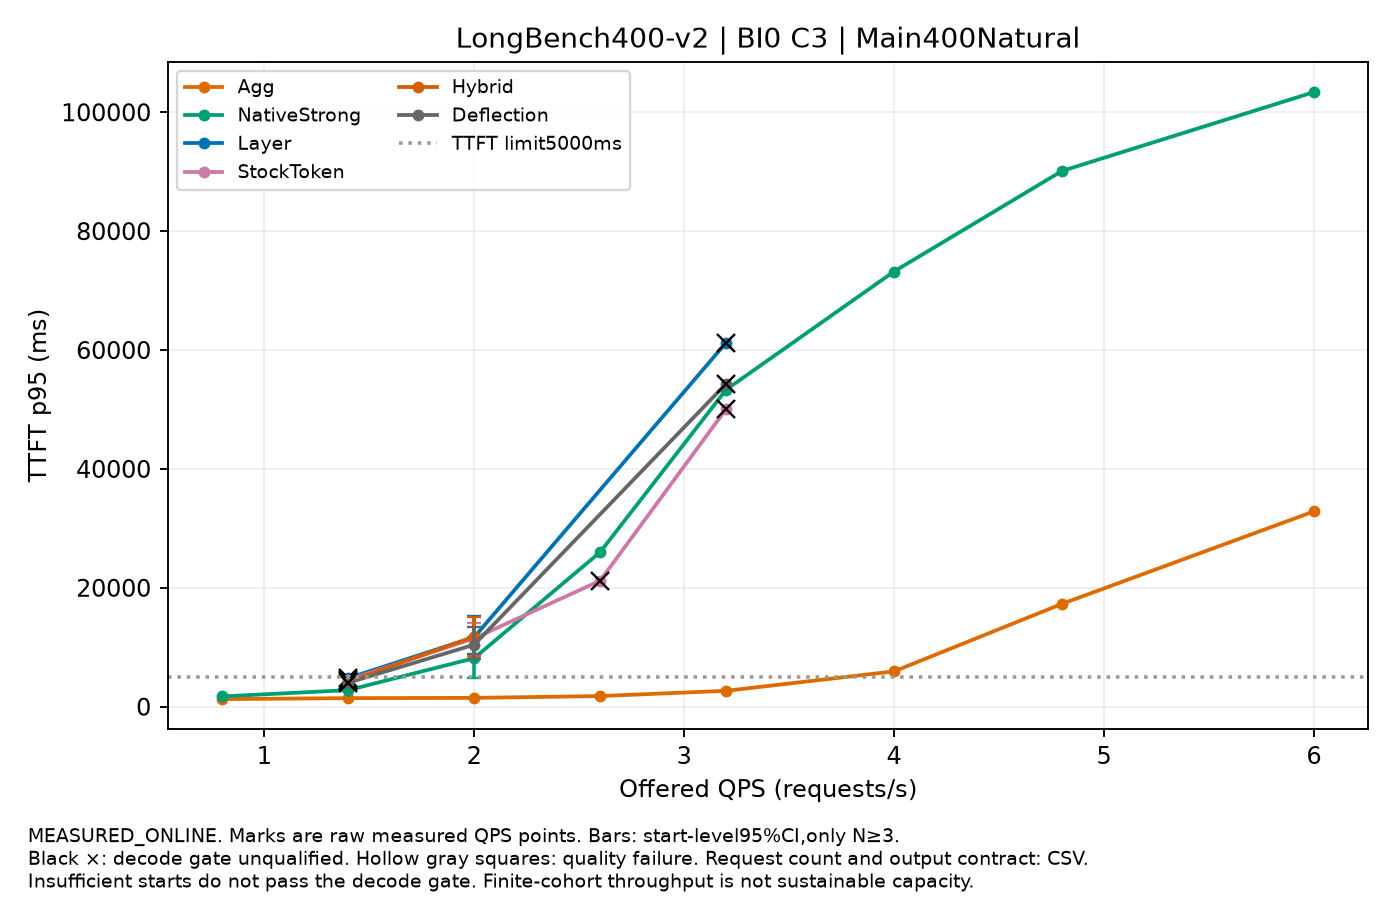 LongBench400-v2 | BI0 C3 | Main400Natural
Agg
NativeStrong
Layer
StockToken
Hybrid
Deflection
TTFT limit5000ms
TTFT p95 (ms)
100000
80000
60000
40000
20000
0
1
2
3
4
5
6
Offered QPS (requests/s)
MEASURED_ONLINE. Marks are raw measured QPS points. Bars: start-level95%CI,only N≥3.
Black ×: decode gate unqualified. Hollow gray squares: quality failure. Request count and output contract: CSV.
Insufficient starts do not pass the decode gate. Finite-cohort throughput is not sustainable capacity.